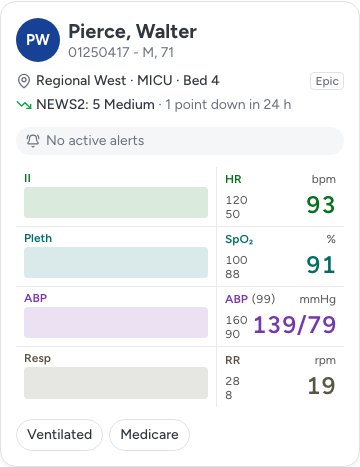 PW
Pierce, Walter
01250417 - M, 71
Regional West · MICU · Bed 4
Epic
NEWS2: 5 Medium · 1 point down in 24 h
No active alerts
II
HR bpm
120
50
93
Pleth
SpO₂ %
100
88
91
ABP
ABP (99) mmHg
160
90
139/79
Resp
RR rpm
28
8
19
Ventilated
Medicare